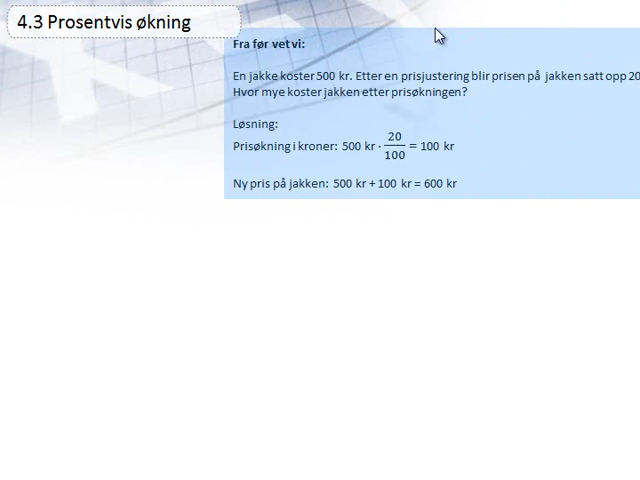 4.3 Prosentvis økning
Fra før vet vi:
En jakke koster 500 kr. Etter en prisjustering blir prisen på jakken satt opp 20
Hvor mye koster jakken etter prisøkningen?
Løsning:
Prisøkning i kroner: 500 kr · 20/100 = 100 kr
Ny pris på jakken: 500 kr + 100 kr = 600 kr